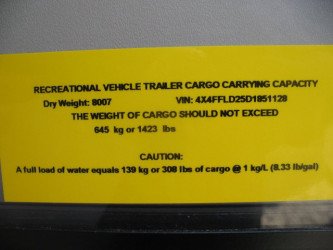 RECREATIONAL VEHICLE TRAILER CARGO CARRYING CAPACITY
Dry Weight: 8007 VIN: 4X4FFLD25D1851128
THE WEIGHT OF CARGO SHOULD NOT EXCEED
645 kg or 1423 lbs
CAUTION:
A full load of water equals 139 kg or 308 lbs of cargo @ 1 kg/L (8.33 lb/gal)